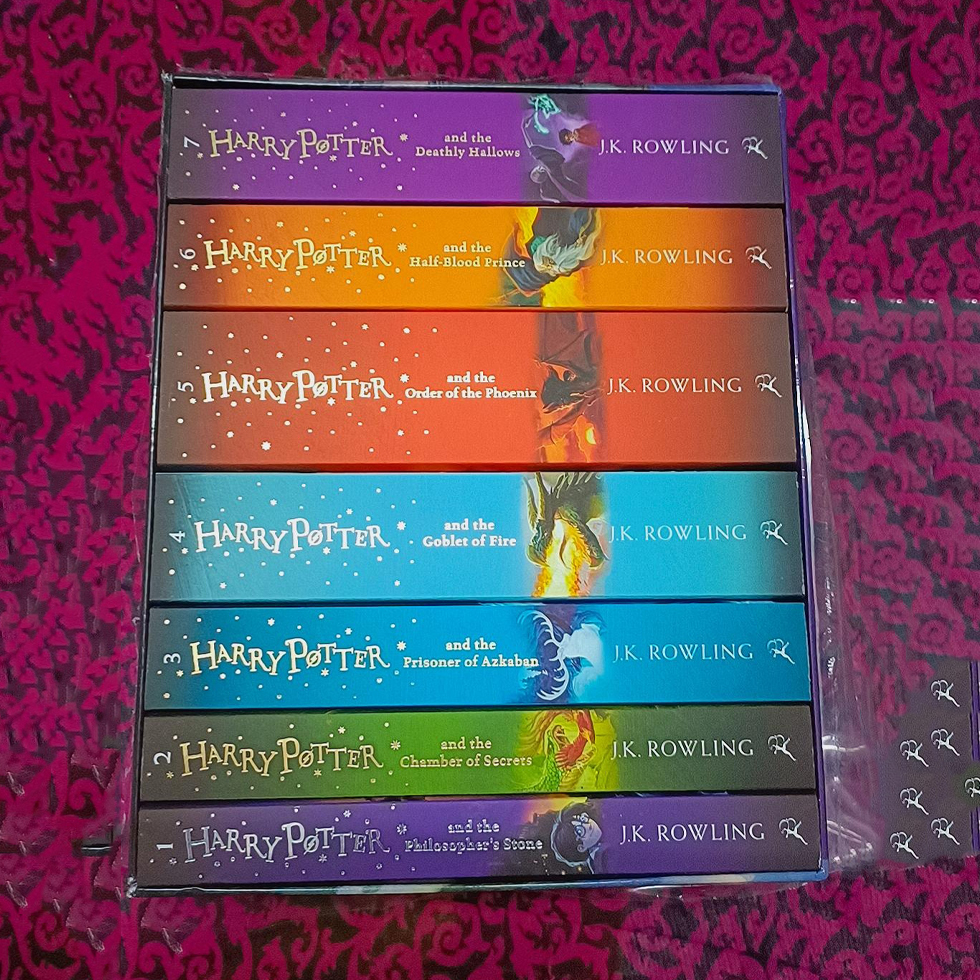 7
HARRY POTTER
and the
Deathly Hallows
J.K. ROWLING
6
HARRY POTTER
and the
Half-Blood Prince
J.K. ROWLING
5
HARRY POTTER
and the
Order of the Phoenix
J.K. ROWLING
4
HARRY POTTER
and the
Goblet of Fire
J.K. ROWLING
3
HARRY POTTER
and the
Prisoner of Azkaban
J.K. ROWLING
2
HARRY POTTER
and the
Chamber of Secrets
J.K. ROWLING
1
HARRY POTTER
and the
Philosopher's Stone
J.K. ROWLING